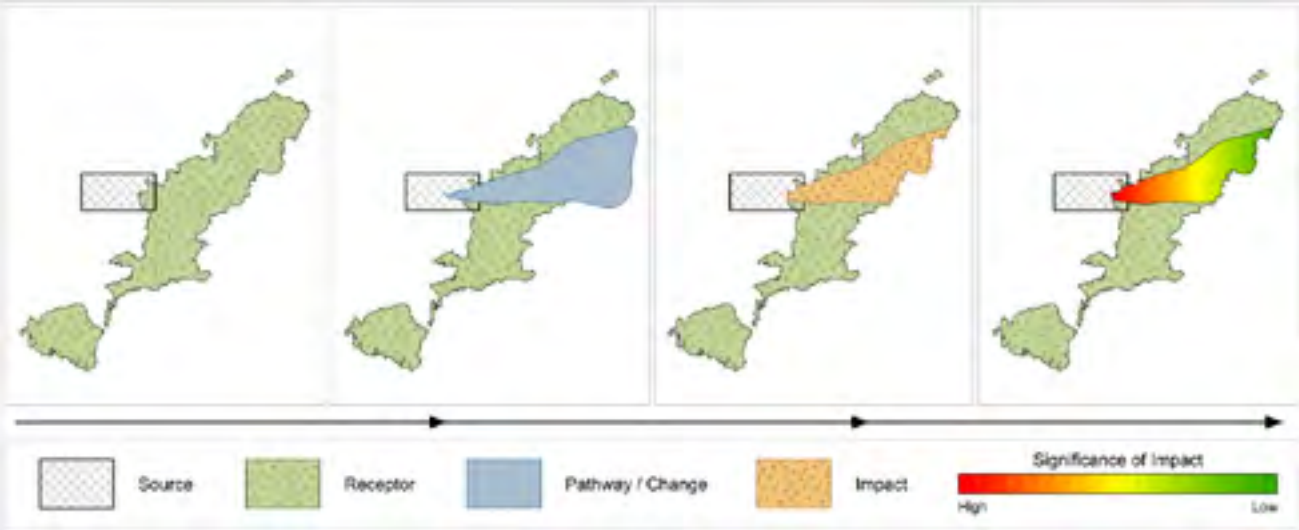 Source
Receptor
Pathway / Change
Impact
Significance of Impact
High
Low